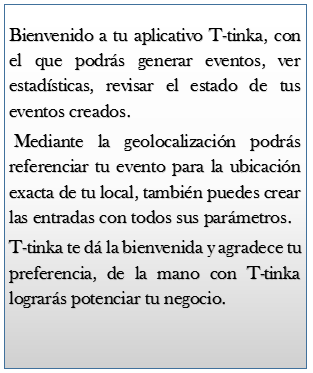 Bienvenido a tu aplicativo T-tinka, con
el que podrás generar eventos, ver
estadísticas, revisar el estado de tus
eventos creados.
Mediante la geolocalización podrás
referenciar tu evento para la ubicación
exacta de tu local, también puedes crear
las entradas con todos sus parámetros.
T-tinka te dá la bienvenida y agradece tu
preferencia, de la mano con T-tinka
lograrás potenciar tu negocio.